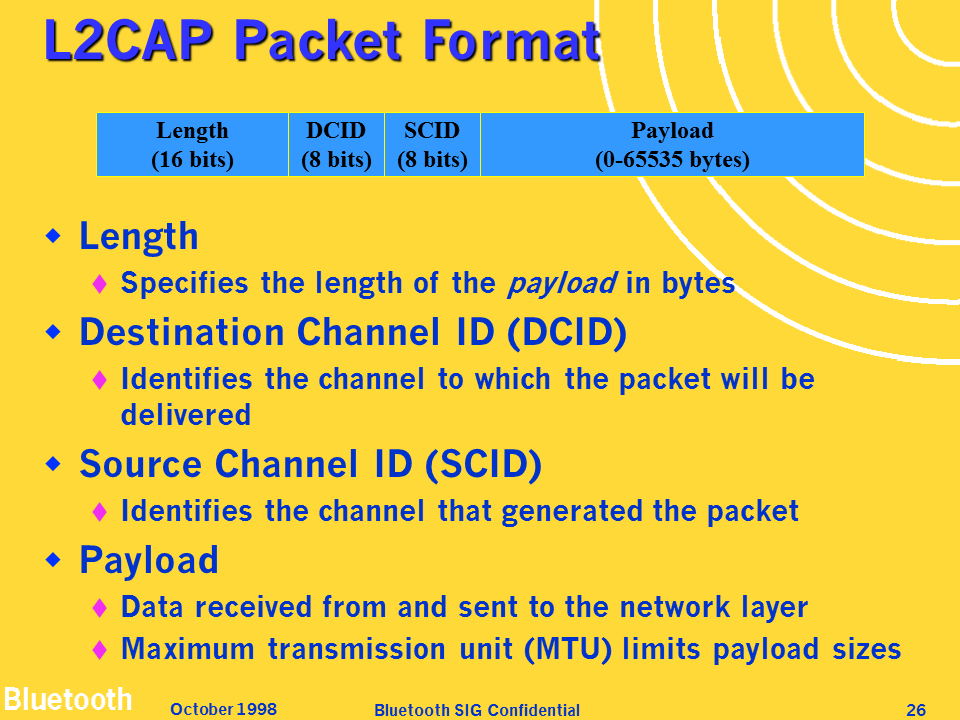 L2CAP Packet Format
Length DCID SCID Payload
(16 bits) (8 bits) (8 bits) (0-65535 bytes)
Length
Specifies the length of the payload in bytes
Destination Channel ID (DCID)
Identifies the channel to which the packet will be
delivered
Source Channel ID (SCID)
Identifies the channel that generated the packet
Payload
Data received from and sent to the network layer
Maximum transmission unit (MTU) limits payload sizes
Bluetooth October 1998 Bluetooth SIG Confidential 26